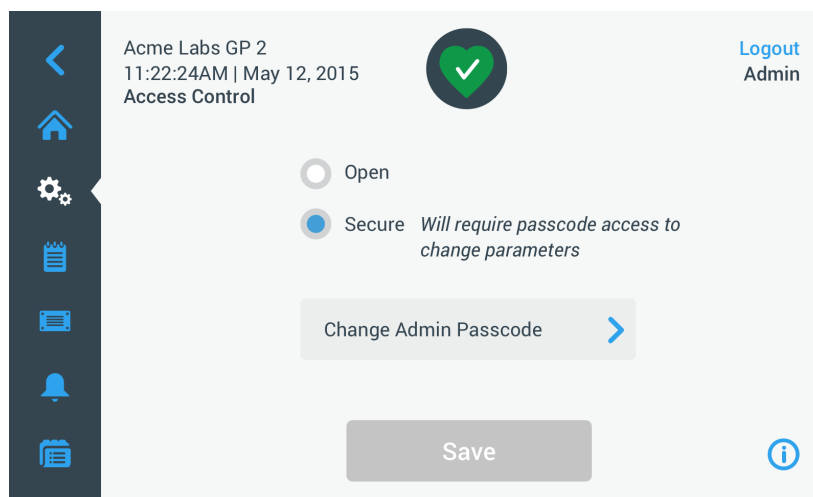 Acme Labs GP 2
11:22:24AM | May 12, 2015
Access Control
Logout
Admin
Open
Secure Will require passcode access to
change parameters
Change Admin Passcode
Save